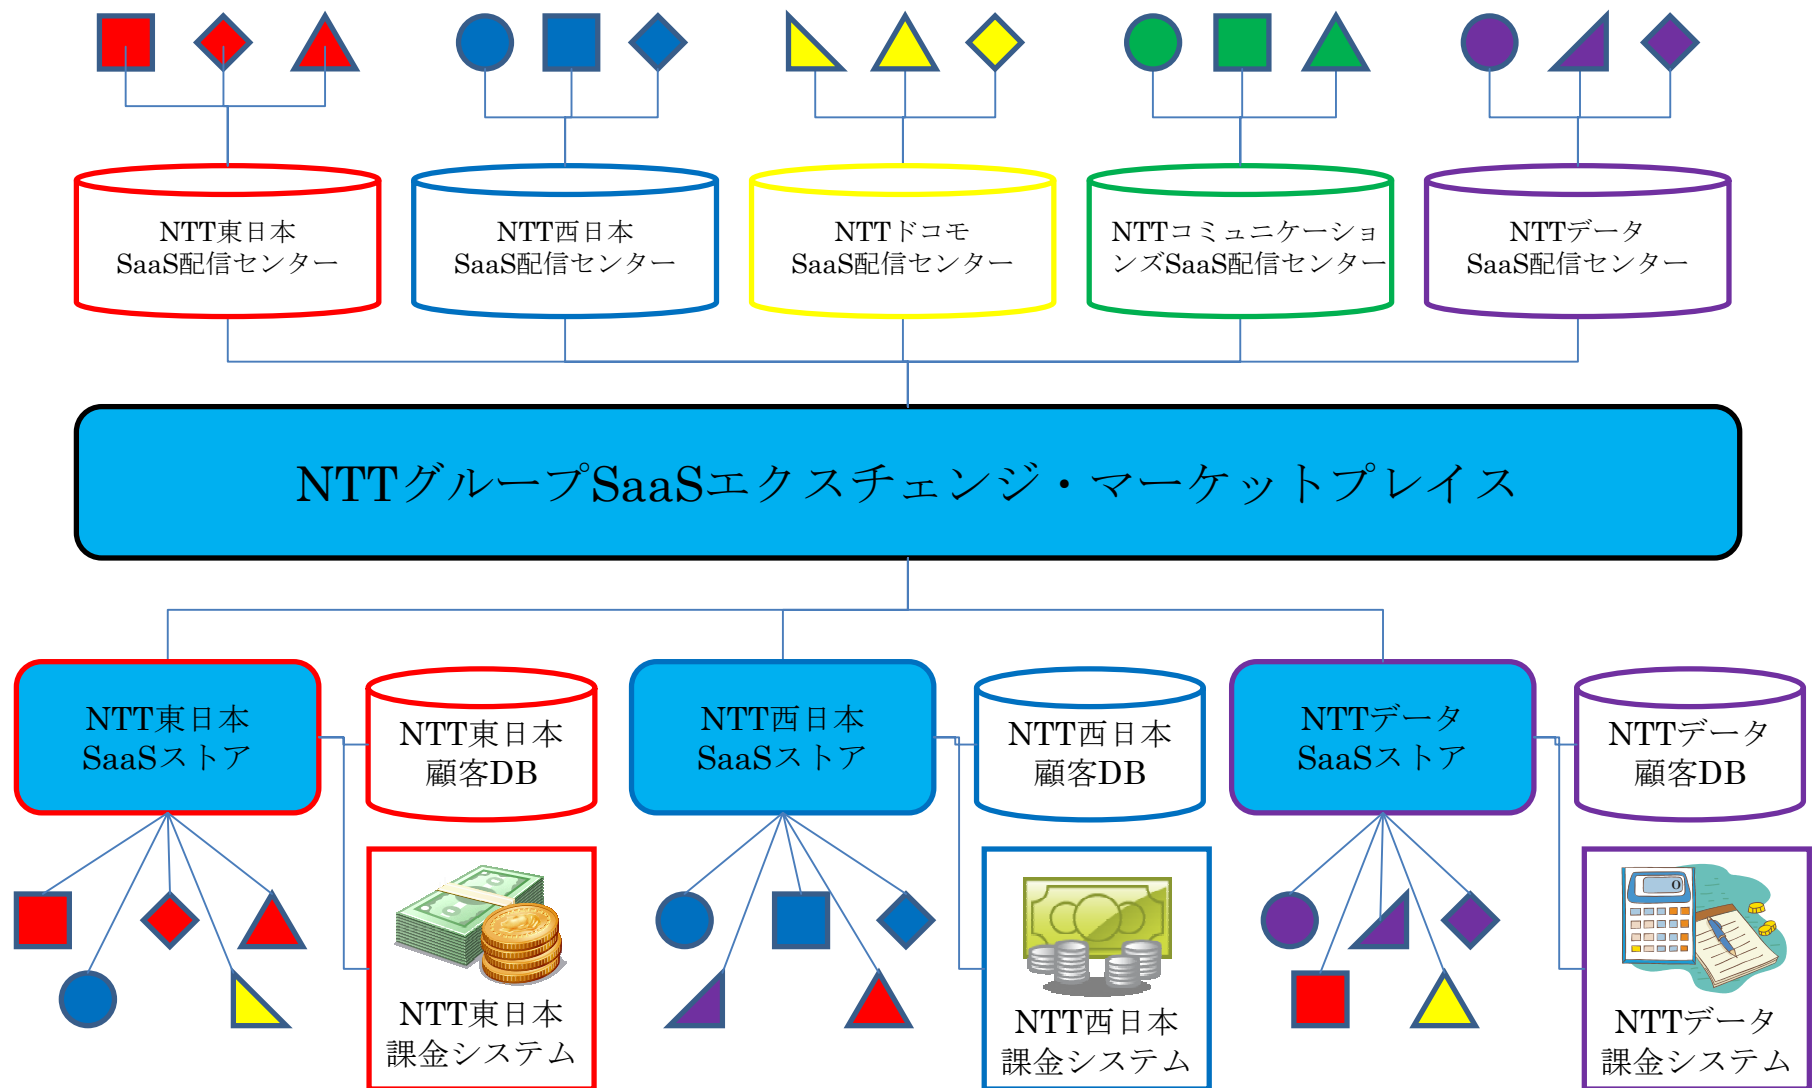 NTT東日本
SaaS配信センター
NTT西日本
SaaS配信センター
NTTドコモ
SaaS配信センター
NTTコミュニケーショ
ンズSaaS配信センター
NTTデータ
SaaS配信センター
NTTグループSaaSエクスチェンジ・マーケットプレイス
NTT東日本
SaaSストア
NTT東日本
顧客DB
NTT西日本
SaaSストア
NTT西日本
顧客DB
NTTデータ
SaaSストア
NTTデータ
顧客DB
NTT東日本
課金システム
NTT西日本
課金システム
0
NTTデータ
課金システム